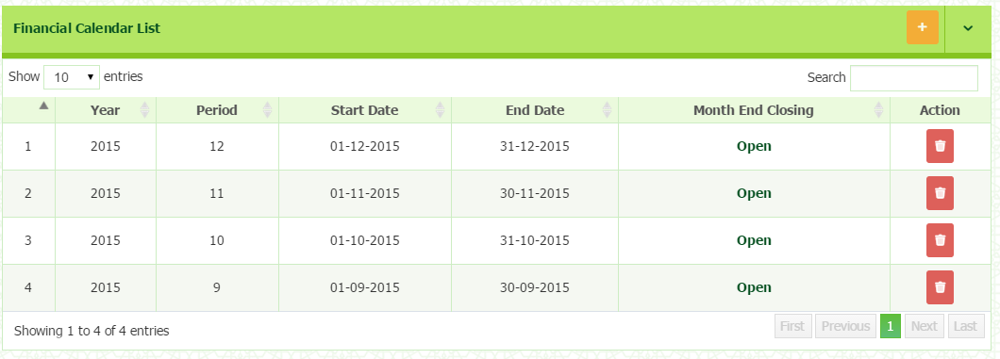 Financial Calendar List +
Show 10 entries Search
Year Period Start Date End Date Month End Closing Action
1 2015 12 01-12-2015 31-12-2015 Open
2 2015 11 01-11-2015 30-11-2015 Open
3 2015 10 01-10-2015 31-10-2015 Open
4 2015 9 01-09-2015 30-09-2015 Open
Showing 1 to 4 of 4 entries First Previous 1 Next Last